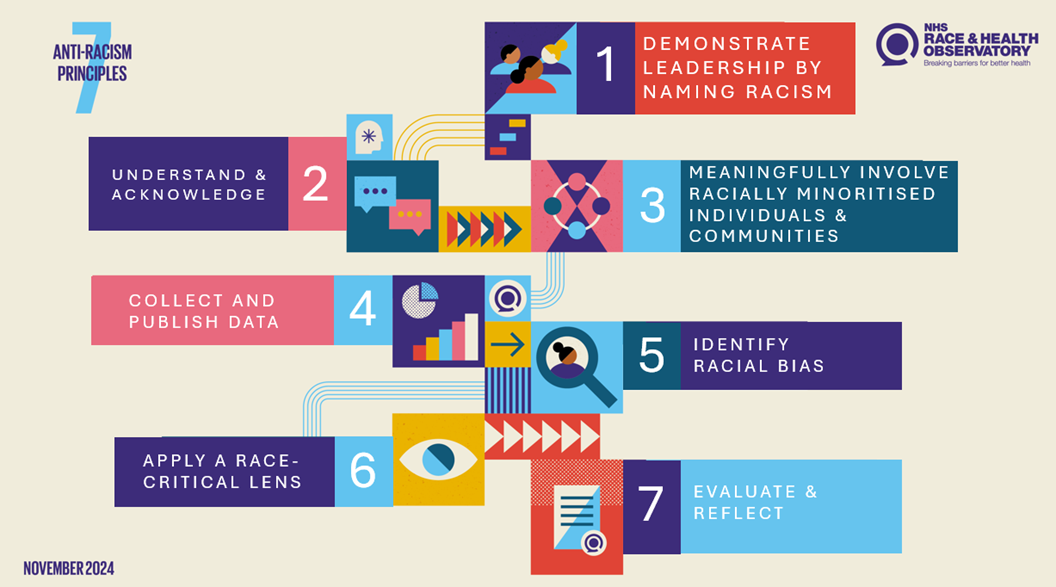 7
ANTI-RACISM
PRINCIPLES
NHS
RACE & HEALTH
OBSERVATORY
Breaking barriers for better health
1
DEMONSTRATE
LEADERSHIP BY
NAMING RACISM
UNDERSTAND &
ACKNOWLEDGE
2
3
MEANINGFULLY INVOLVE
RACIALLY MINORITISED
INDIVIDUALS &
COMMUNITIES
COLLECT AND
PUBLISH DATA
4
5
IDENTIFY
RACIAL BIAS
APPLY A RACE-
CRITICAL LENS
6
7
EVALUATE &
REFLECT
NOVEMBER 2024